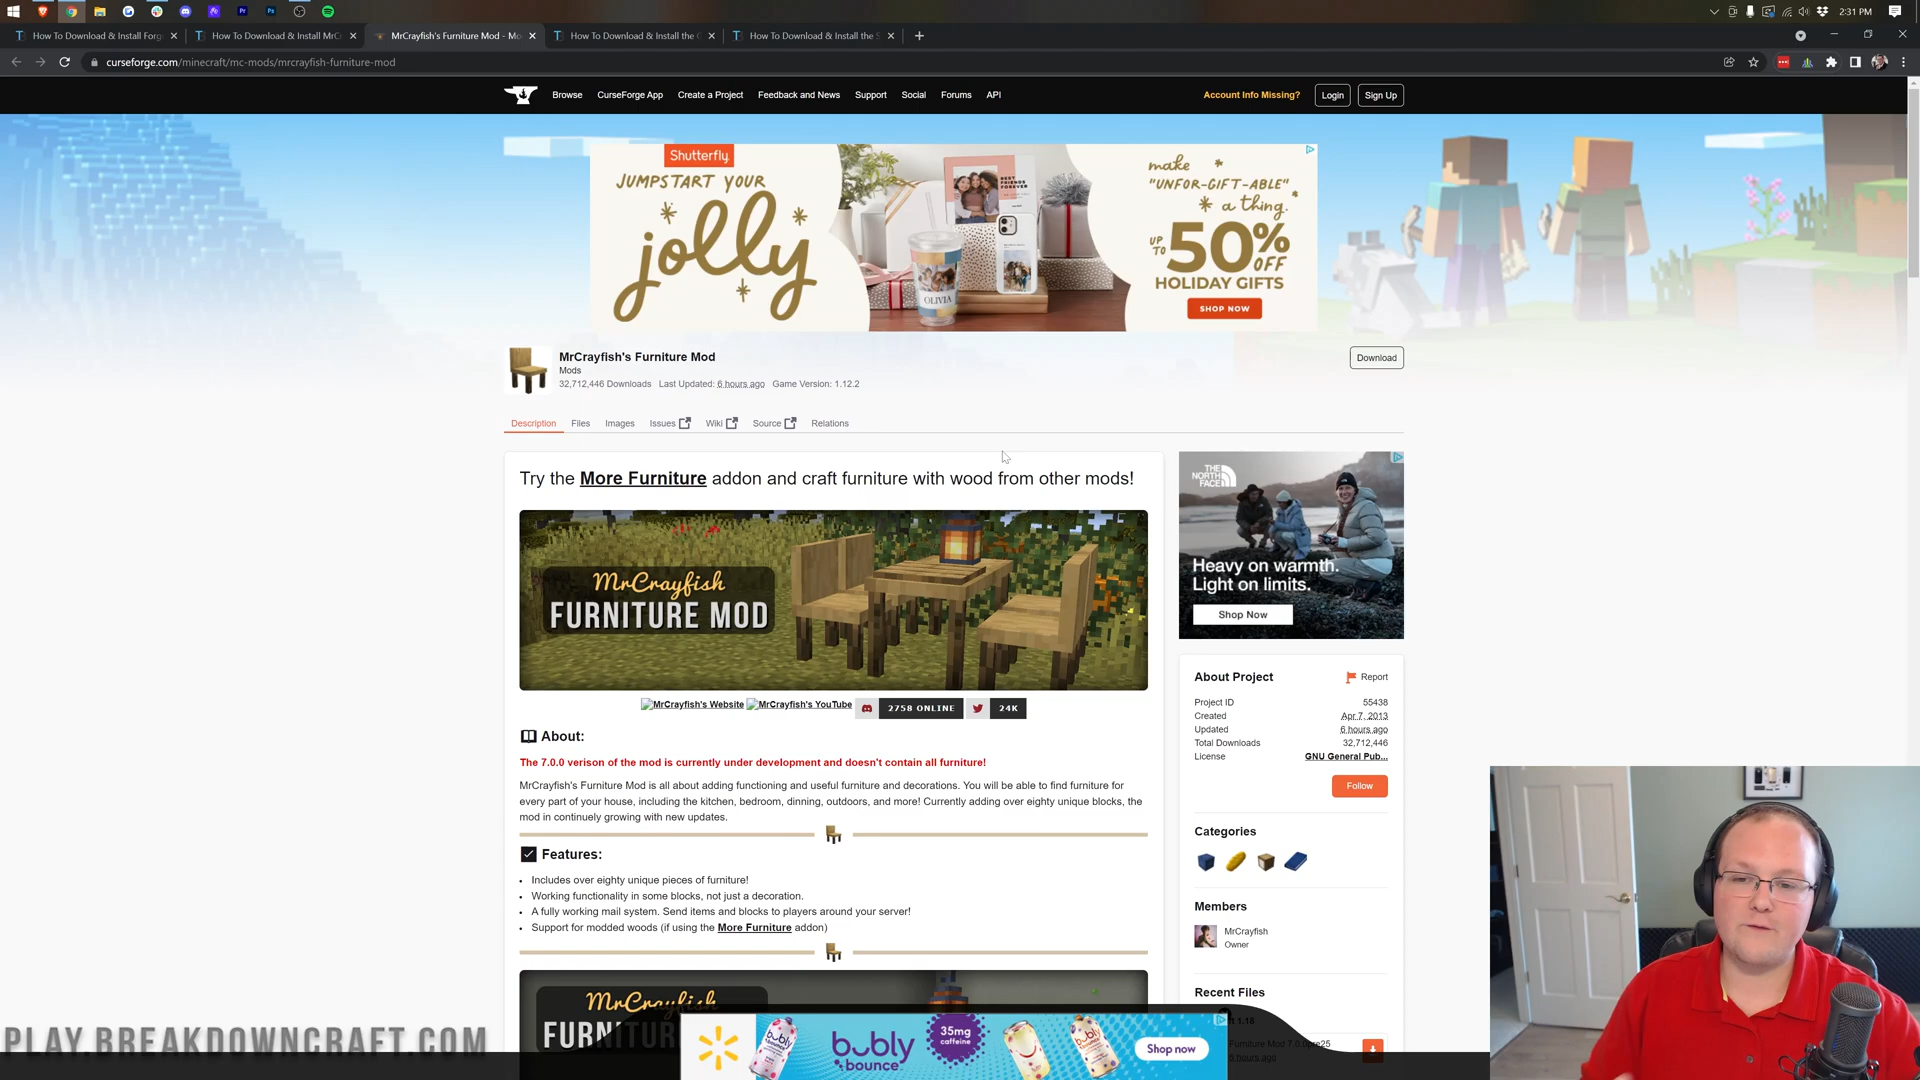 2:31 PM
How To Download & Install Forg
How To Download & Install MrC
MrCrayfish's Furniture Mod - Mo
How To Download & Install the
How To Download & Install the
curseforge.com/minecraft/mc-mods/mrcrayfish-furniture-mod
Browse
CurseForge App
Create a Project
Feedback and News
Support
Social
Forums
API
Account Info Missing?
Login
Sign Up
Shutterfly
JUMPSTART YOUR
jolly
OLIVIA
make
"UNFOR-GIFT-ABLE"
a thing.
UP TO 50% OFF
HOLIDAY GIFTS
SHOP NOW
MrCrayfish's Furniture Mod
Mods
32,712,446 Downloads Last Updated: 6 hours ago Game Version: 1.12.2
Download
Description
Files
Images
Issues
Wiki
Source
Relations
Try the More Furniture addon and craft furniture with wood from other mods!
MrCrayfish
FURNITURE MOD
MrCrayfish's Website
MrCrayfish's YouTube
2758 ONLINE
24K
About:
The 7.0.0 verison of the mod is currently under development and doesn't contain all furniture!
MrCrayfish's Furniture Mod is all about adding functioning and useful furniture and decorations. You will be able to find furniture for
every part of your house, including the kitchen, bedroom, dinning, outdoors, and more! Currently adding over eighty unique blocks, the
mod in continuely growing with new updates.
Features:
Includes over eighty unique pieces of furniture!
Working functionality in some blocks, not just a decoration.
A fully working mail system. Send items and blocks to players around your server!
Support for modded woods (if using the More Furniture addon)
MrCrayfish
THE NORTH FACE
Heavy on warmth.
Light on limits.
Shop Now
About Project
Report
Project ID 55438
Created Apr 7, 2013
Updated 6 hours ago
Total Downloads 32,712,446
License GNU General Pub...
Follow
Categories
Members
MrCrayfish
Owner
Recent Files
1.18
Furniture Mod 7.0.0pre25
6 hours ago
PLAY.BREAKDOWNCRAFT.COM
bubly
bounce
35mg
caffeine
Shop now